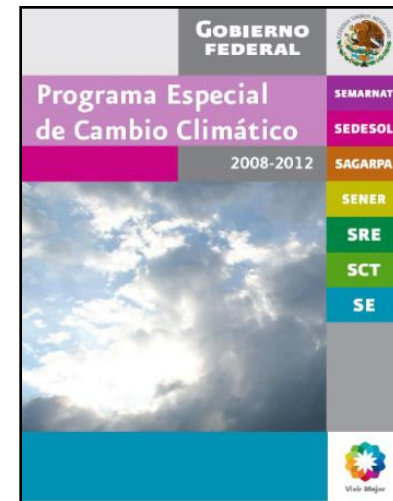 GOBIERNO
FEDERAL
Programa Especial
de Cambio Climático
2008-2012
SEMARNAT
SEDESOL
SAGARPA
SENER
SRE
SCT
SE
Vivir Mejor